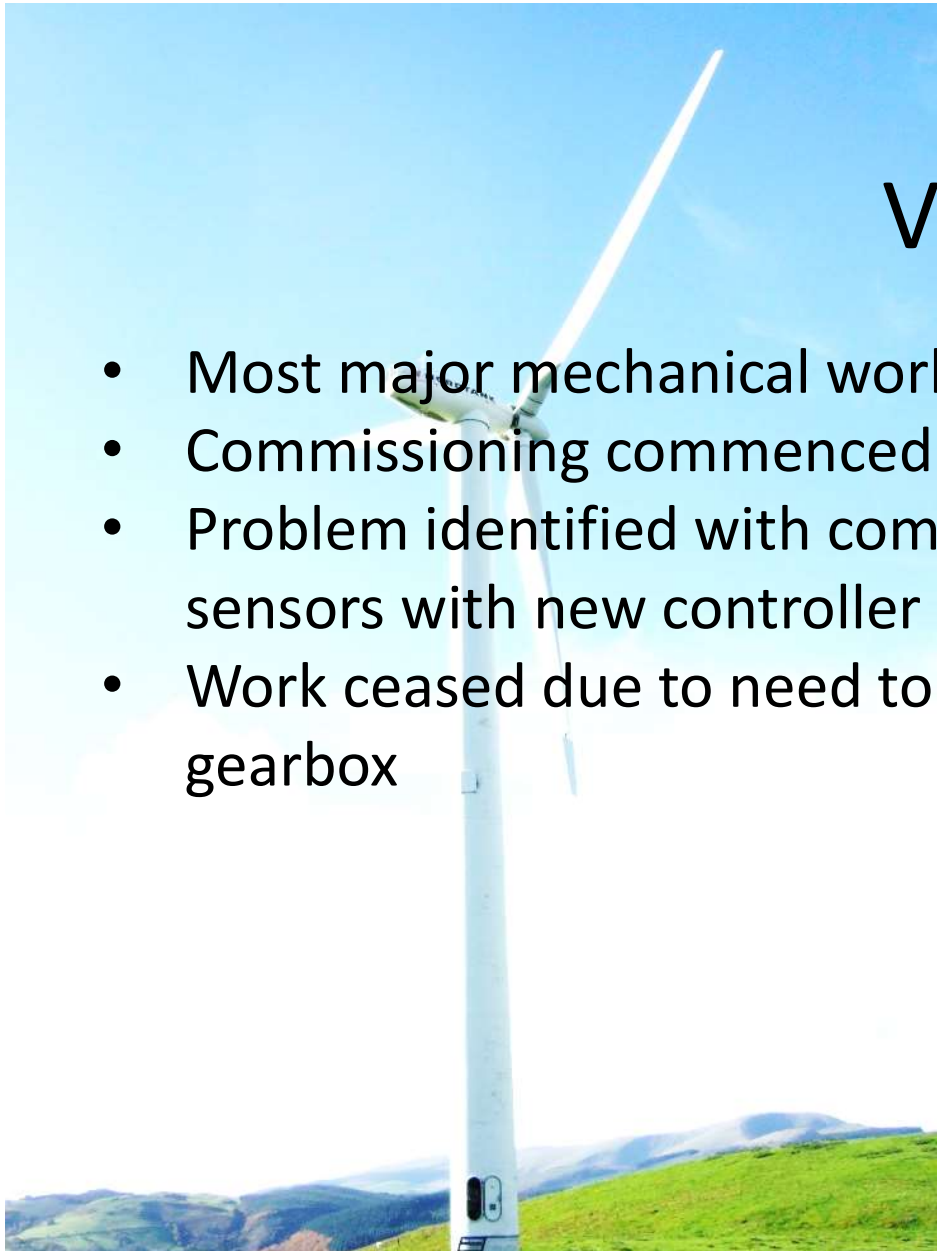 V
• Most major mechanical work
• Commissioning commenced
• Problem identified with com
sensors with new controller
• Work ceased due to need to
gearbox